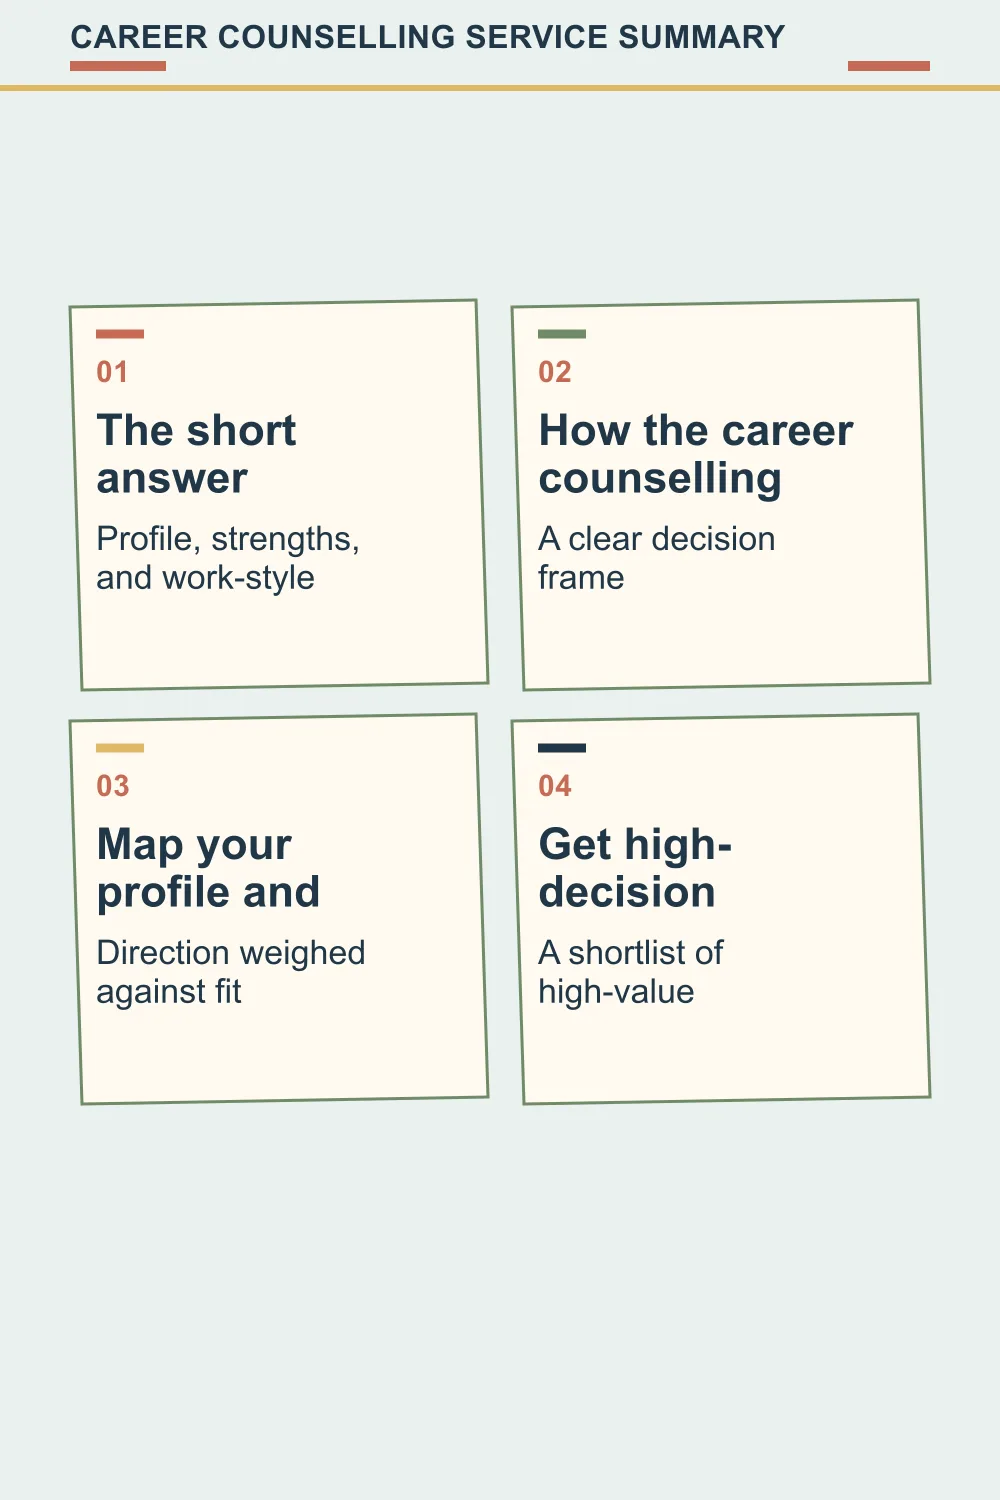 CAREER COUNSELLING SERVICE SUMMARY
01
The short
answer
Profile, strengths,
and work-style
02
How the career
counselling
A clear decision
frame
03
Map your
profile and
Direction weighed
against fit
04
Get high-
decision
A shortlist of
high-value